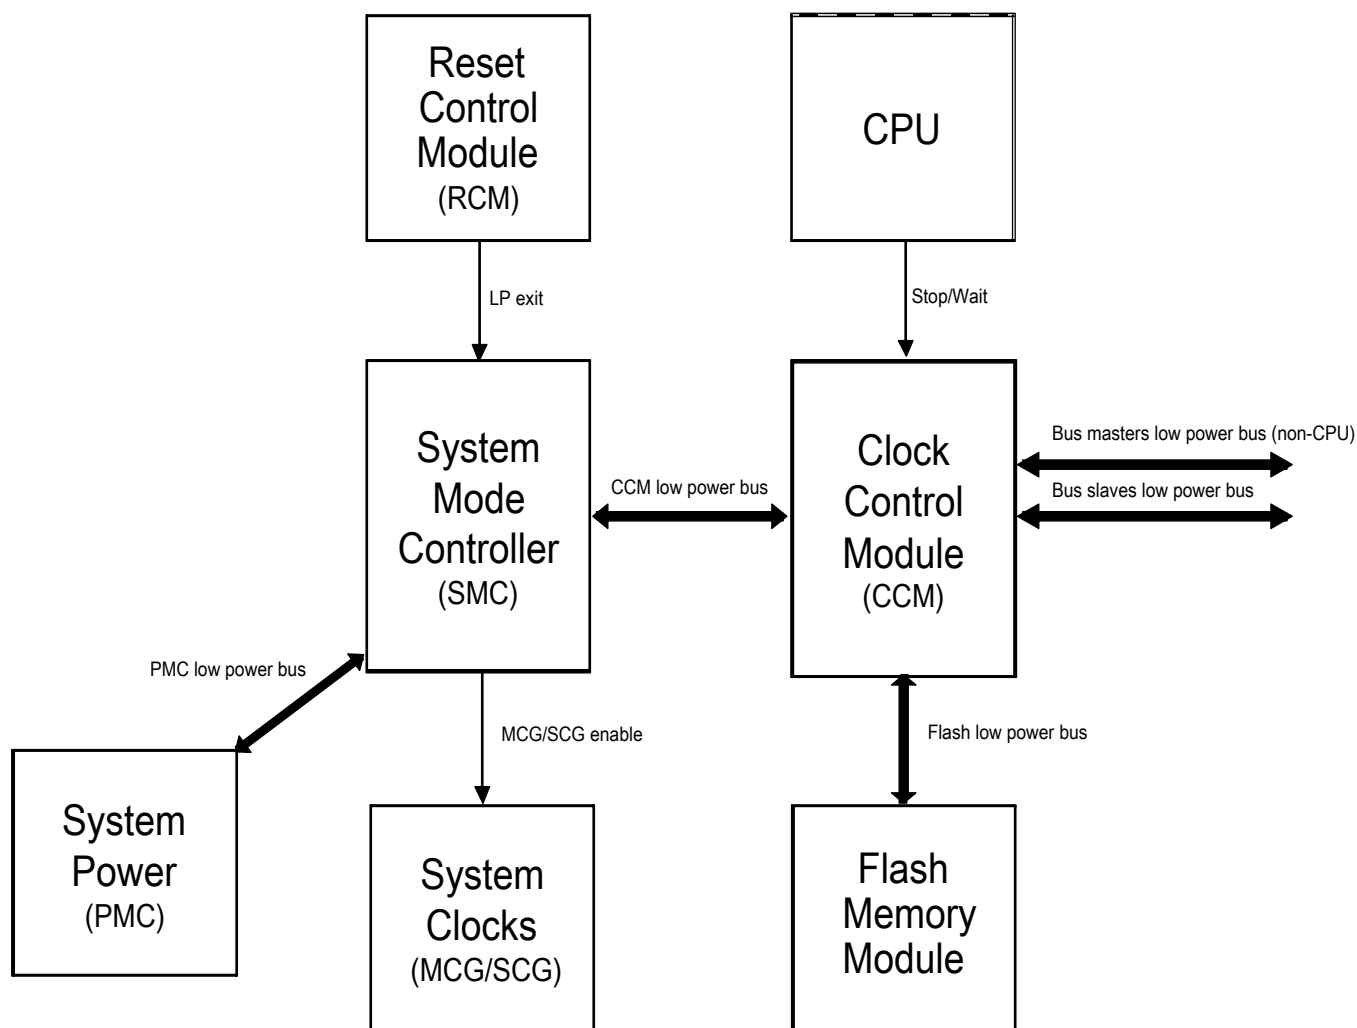 Reset
Control
Module
(RCM)
CPU
LP exit
Stop/Wait
System
Mode
Controller
(SMC)
CCM low power bus
Clock
Control
Module
(CCM)
Bus masters low power bus (non-CPU)
Bus slaves low power bus
PMC low power bus
MCG/SCG enable
Flash low power bus
System
Power
(PMC)
System
Clocks
(MCG/SCG)
Flash
Memory
Module